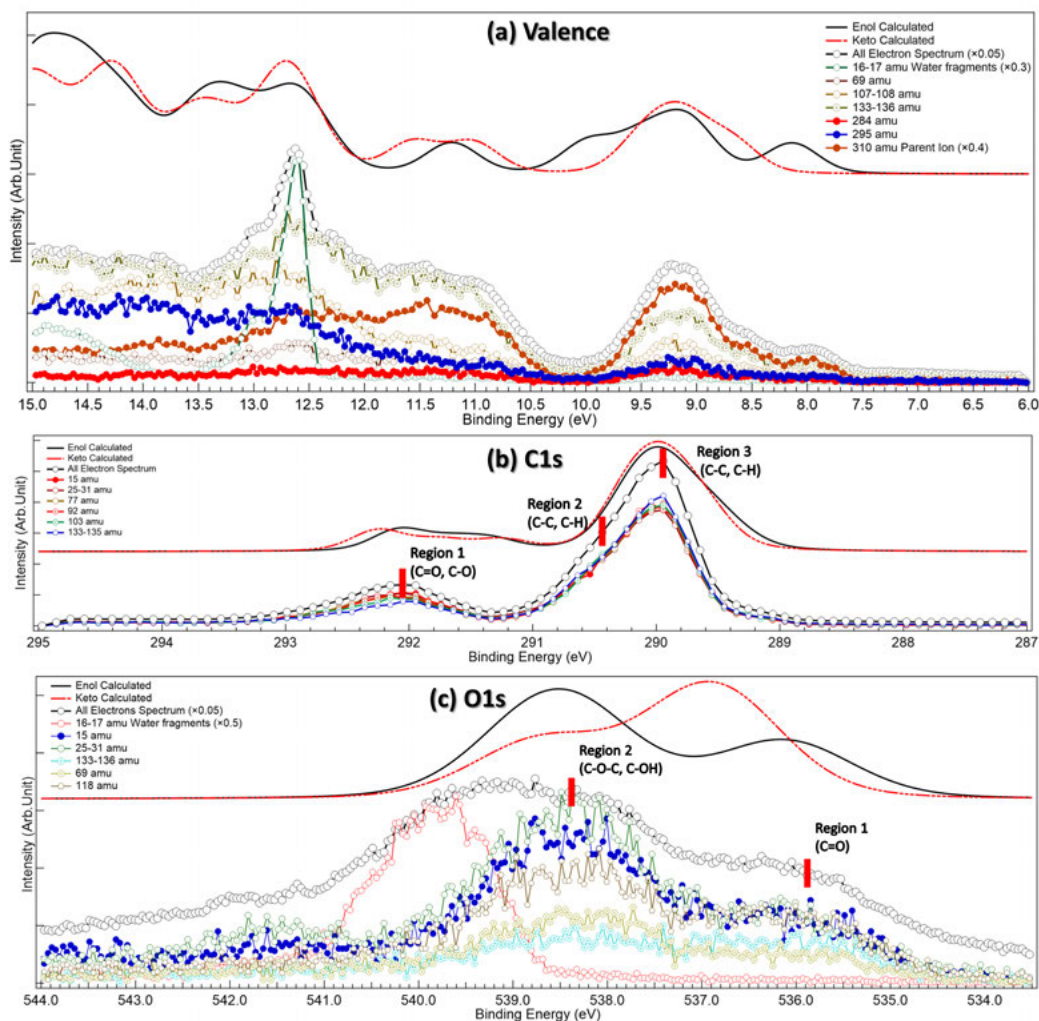 (a) Valence
Enol Calculated
Keto Calculated
All Electron Spectrum (×0.05)
16-17 amu Water fragments (×0.3)
69 amu
107-108 amu
133-136 amu
284 amu
295 amu
310 amu Parent Ion (×0.4)
Intensity (Arb.Unit)
15.0 14.5 14.0 13.5 13.0 12.5 12.0 11.5 11.0 10.5 10.0 9.5 9.0 8.5 8.0 7.5 7.0 6.5 6.0
Binding Energy (eV)
(b) C1s
Enol Calculated
Keto Calculated
All Electron Spectrum
15 amu
25-31 amu
77 amu
92 amu
103 amu
133-135 amu
Region 3
(C-C, C-H)
Region 2
(C-C, C-H)
Region 1
(C=O, C-O)
Intensity (Arb.Unit)
295 294 293 292 291 290 289 288 287
Binding Energy (eV)
(c) O1s
Enol Calculated
Keto Calculated
All Electrons Spectrum (×0.05)
16-17 amu Water fragments (×0.5)
15 amu
25-31 amu
133-136 amu
69 amu
118 amu
Region 2
(C-O-C, C-OH)
Region 1
(C=O)
Intensity (Arb.Unit)
544.0 543.0 542.0 541.0 540.0 539.0 538.0 537.0 536.0 535.0 534.0
Binding Energy (eV)